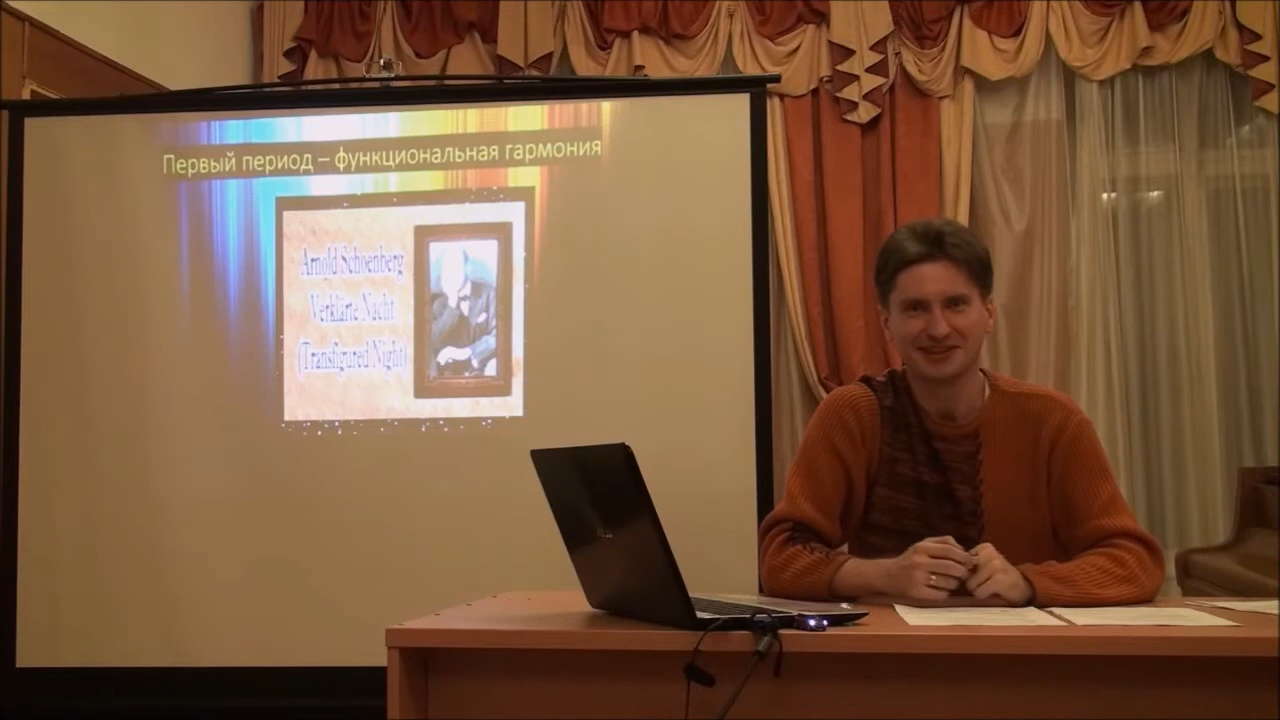 Первый период – функциональная гармония
Arnold Schoenberg
Verklärte Nacht
(Transfigured Night)